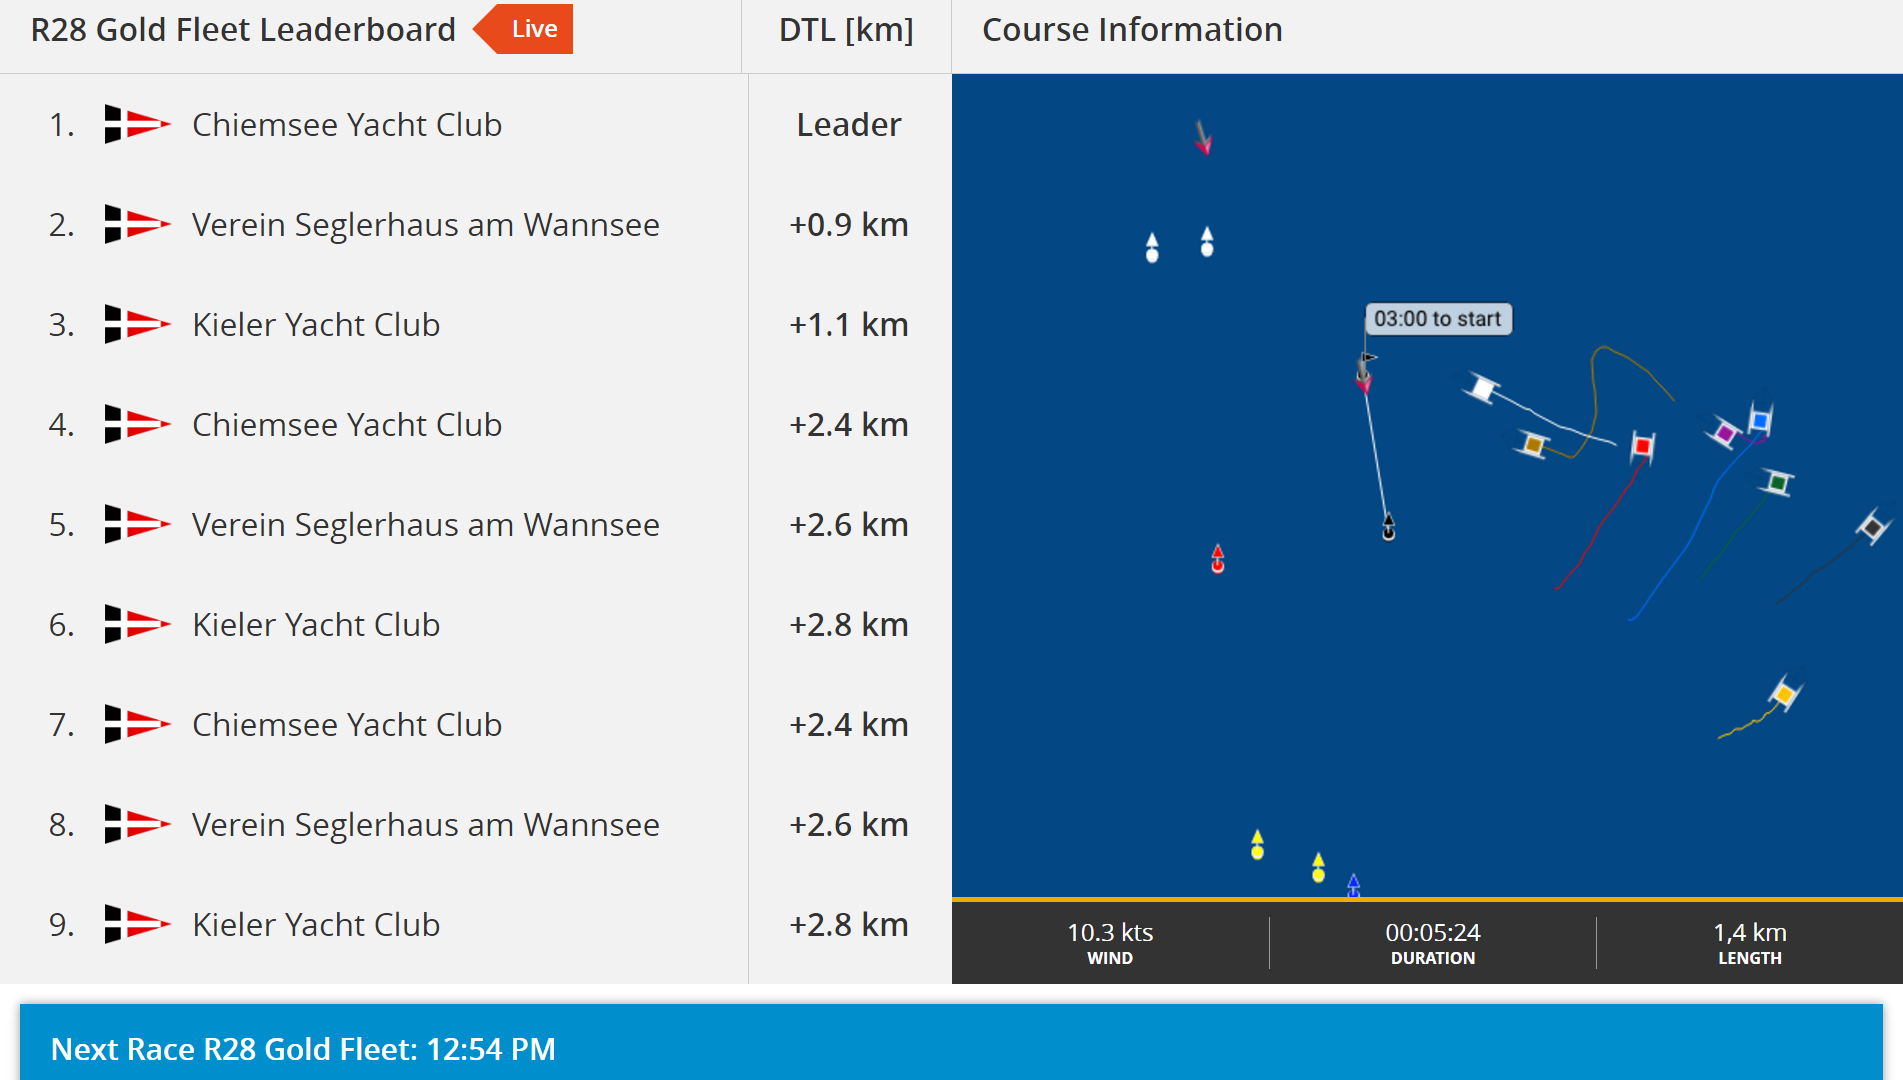 R28 Gold Fleet Leaderboard Live DTL [km] Course Information
1. Chiemsee Yacht Club Leader
2. Verein Seglerhaus am Wannsee +0.9 km
3. Kieler Yacht Club +1.1 km
4. Chiemsee Yacht Club +2.4 km
5. Verein Seglerhaus am Wannsee +2.6 km
6. Kieler Yacht Club +2.8 km
7. Chiemsee Yacht Club +2.4 km
8. Verein Seglerhaus am Wannsee +2.6 km
9. Kieler Yacht Club +2.8 km
03:00 to start
10.3 kts 00:05:24 1,4 km
WIND DURATION LENGTH
Next Race R28 Gold Fleet: 12:54 PM